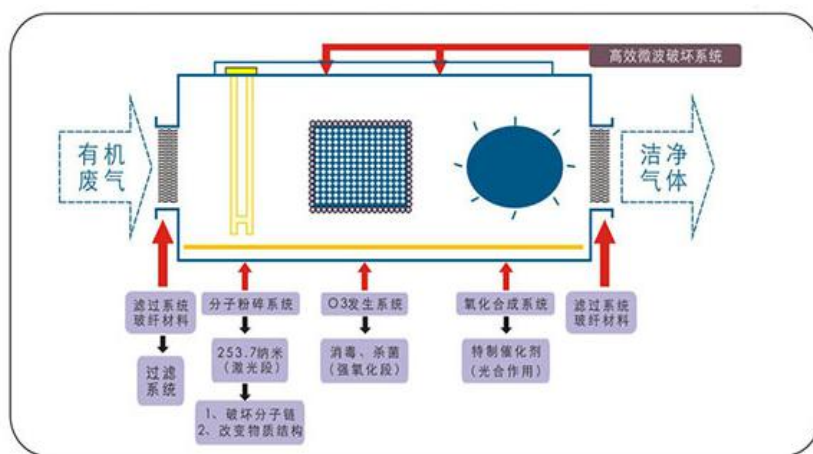 高效微波破坏系统
有机
废气
洁净
气体
滤过系统
玻纤材料
分子粉碎系统
O3发生系统
氧化合成系统
滤过系统
玻纤材料
过滤
系统
253.7纳米
(激光段)
消毒、杀菌
(强氧化段)
特制催化剂
(光合作用)
1、破坏分子链
2、改变物质结构